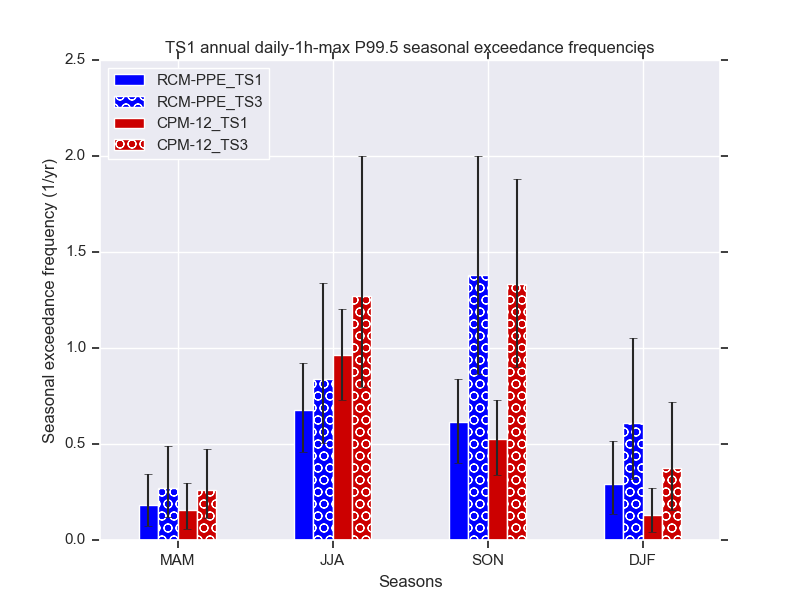 TS1 annual daily-1h-max P99.5 seasonal exceedance frequencies
2.5
2.0
1.5
1.0
0.5
0.0
Seasonal exceedance frequency (1/yr)
RCM-PPE_TS1
RCM-PPE_TS3
CPM-12_TS1
CPM-12_TS3
MAM JJA SON DJF
Seasons